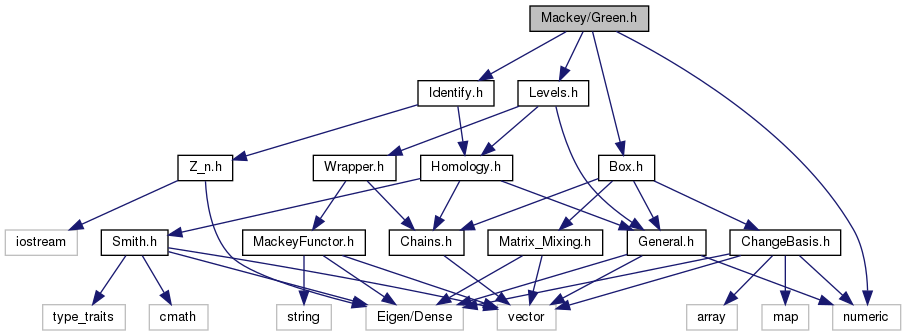 Mackey/Green.h
Identify.h
Levels.h
Z_n.h
Wrapper.h
Homology.h
Box.h
iostream
Smith.h
MackeyFunctor.h
Chains.h
Matrix_Mixing.h
General.h
ChangeBasis.h
type_traits
cmath
string
Eigen/Dense
vector
array
map
numeric